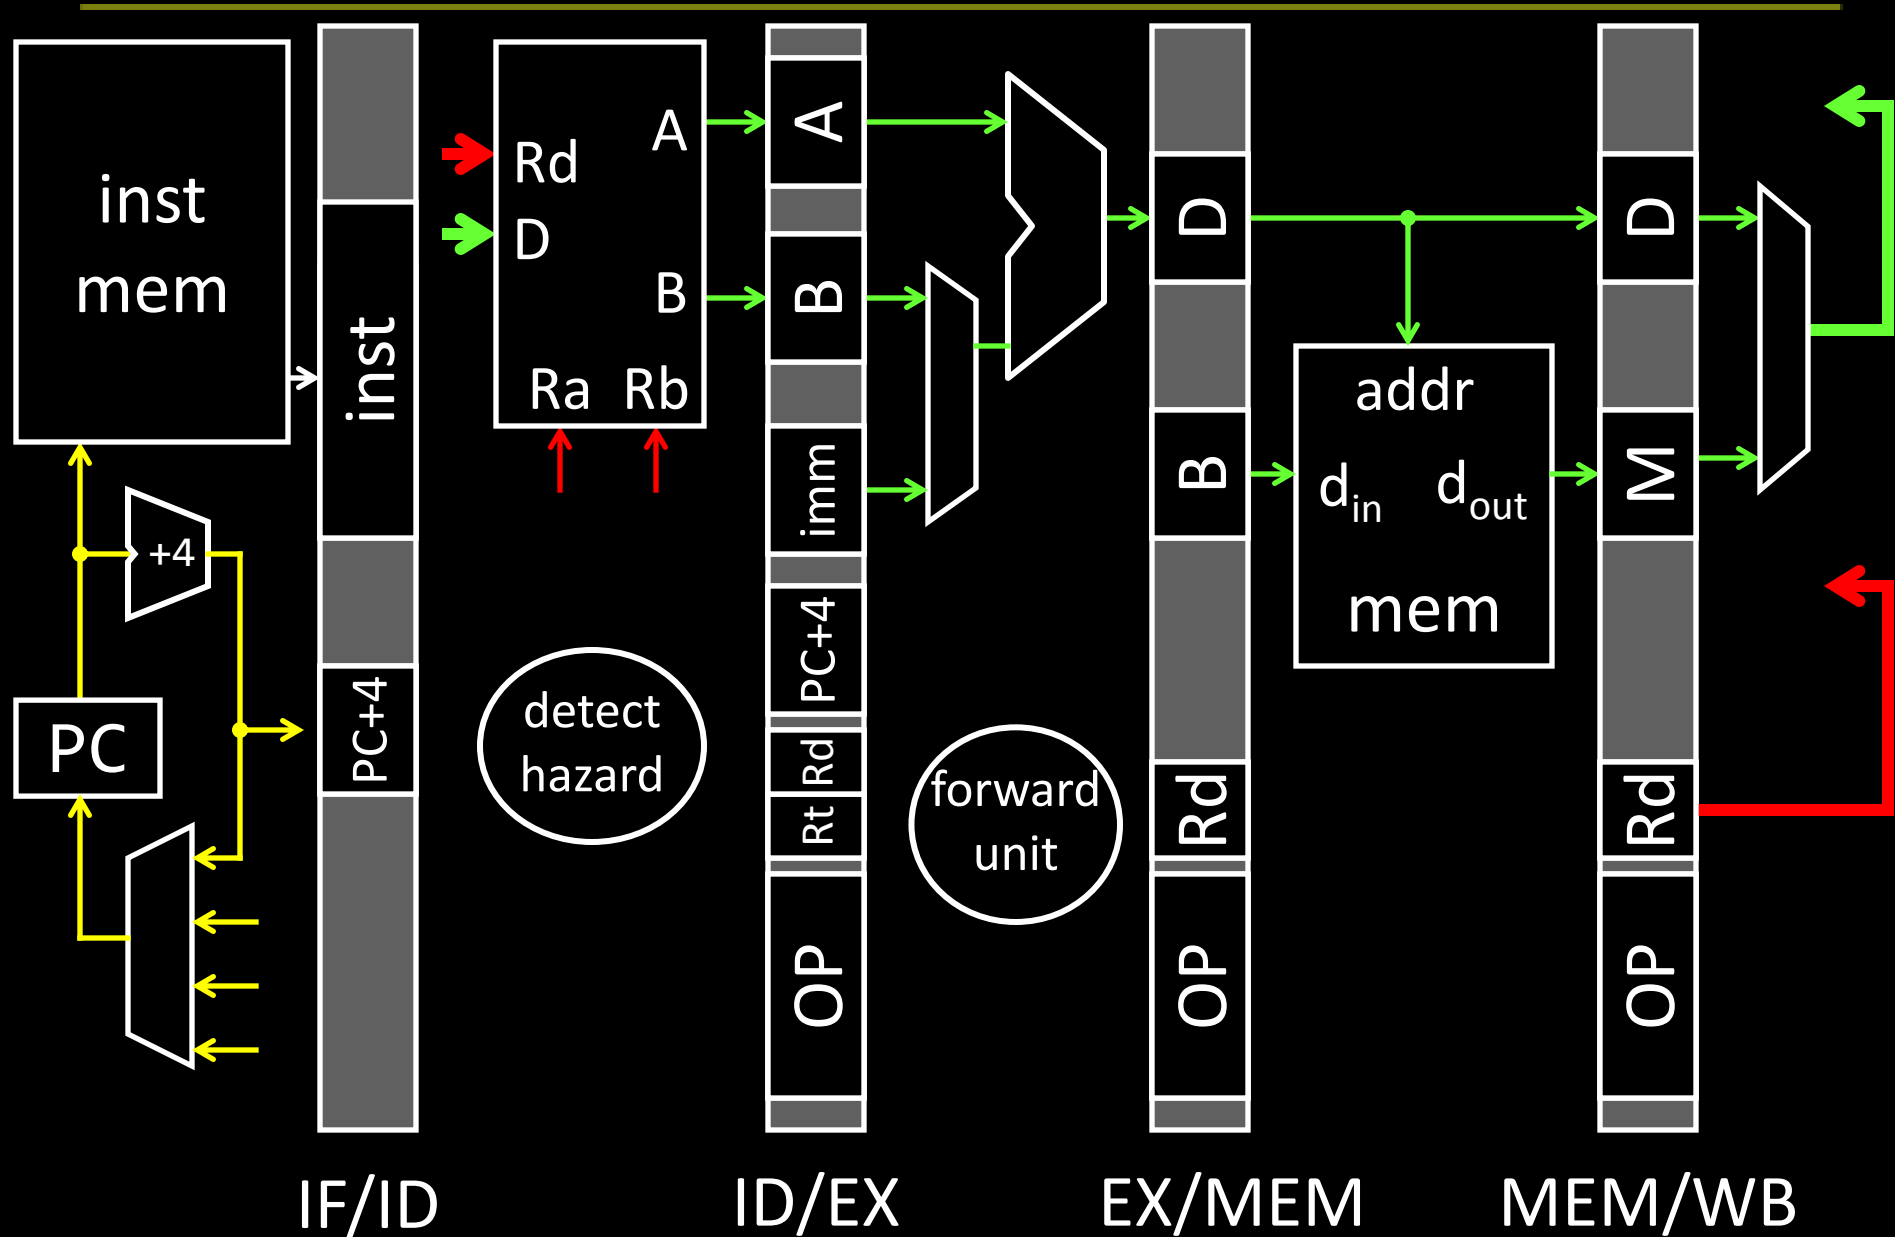 inst
mem
+4
PC
inst
PC+4
Rd
D
A
B
Ra Rb
detect
hazard
A
B
imm
PC+4
Rd
Rt
OP
forward
unit
D
B
Rd
OP
addr
din dout
mem
D
M
Rd
OP
IF/ID ID/EX EX/MEM MEM/WB